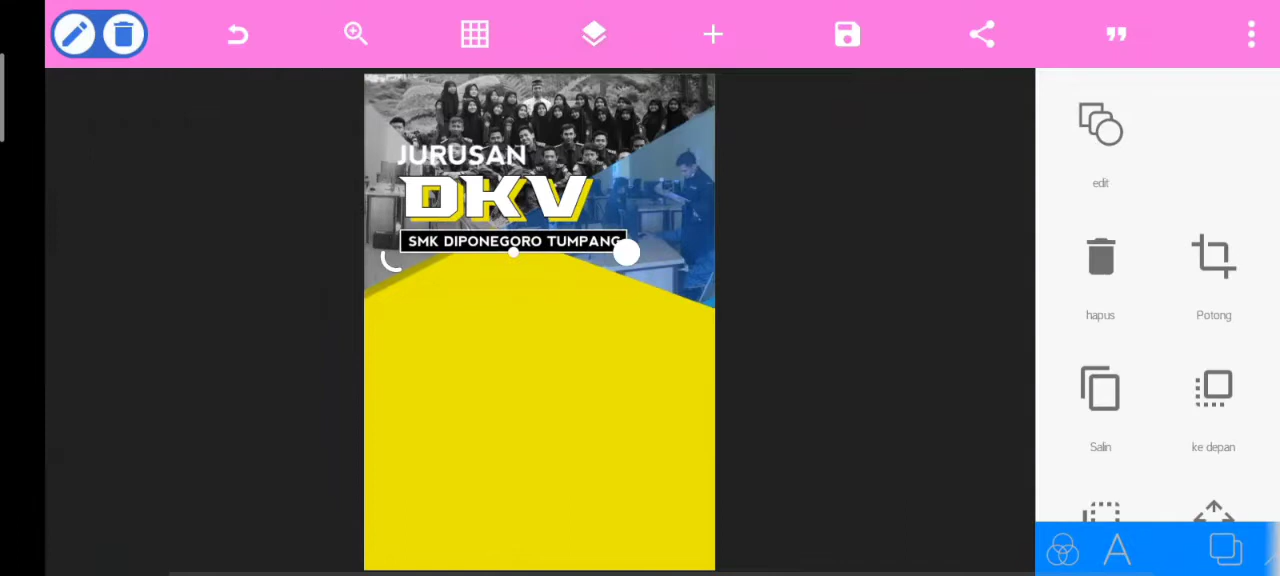 JURUSAN
DKV
SMK DIPONEGORO TUMPANG
edit
hapus
Potong
Salin
ke depan
A